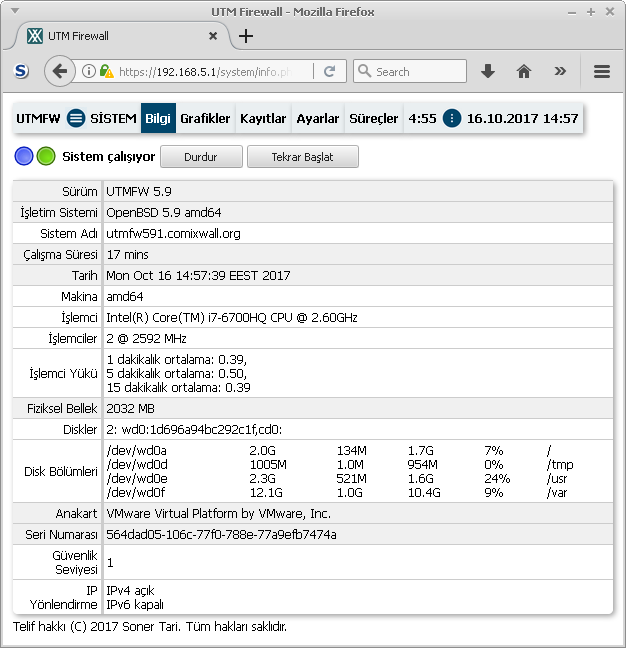 UTM Firewall - Mozilla Firefox
UTM Firewall
https://192.168.5.1/system/info.ph
Search
UTMFW SİSTEM Bilgi Grafikler Kayıtlar Ayarlar Süreçler 4:55 16.10.2017 14:57
Sistem çalışıyor Durdur Tekrar Başlat
Sürüm UTMFW 5.9
İşletim Sistemi OpenBSD 5.9 amd64
Sistem Adı utmfw591.comixwall.org
Çalışma Süresi 17 mins
Tarih Mon Oct 16 14:57:39 EEST 2017
Makina amd64
İşlemci Intel(R) Core(TM) i7-6700HQ CPU @ 2.60GHz
İşlemciler 2 @ 2592 MHz
İşlemci Yükü
1 dakikalık ortalama: 0.39,
5 dakikalık ortalama: 0.50,
15 dakikalık ortalama: 0.39
Fiziksel Bellek 2032 MB
Diskler 2: wd0:1d696a94bc292c1f,cd0:
Disk Bölümleri
/dev/wd0a 2.0G 134M 1.7G 7% /
/dev/wd0d 1005M 1.0M 954M 0% /tmp
/dev/wd0e 2.3G 521M 1.6G 24% /usr
/dev/wd0f 12.1G 1.0G 10.4G 9% /var
Anakart VMware Virtual Platform by VMware, Inc.
Seri Numarası 564dad05-106c-77f0-788e-77a9efb7474a
Güvenlik
Seviyesi 1
IP
Yönlendirme
IPv4 açık
IPv6 kapalı
Telif hakkı (C) 2017 Soner Tari. Tüm hakları saklıdır.